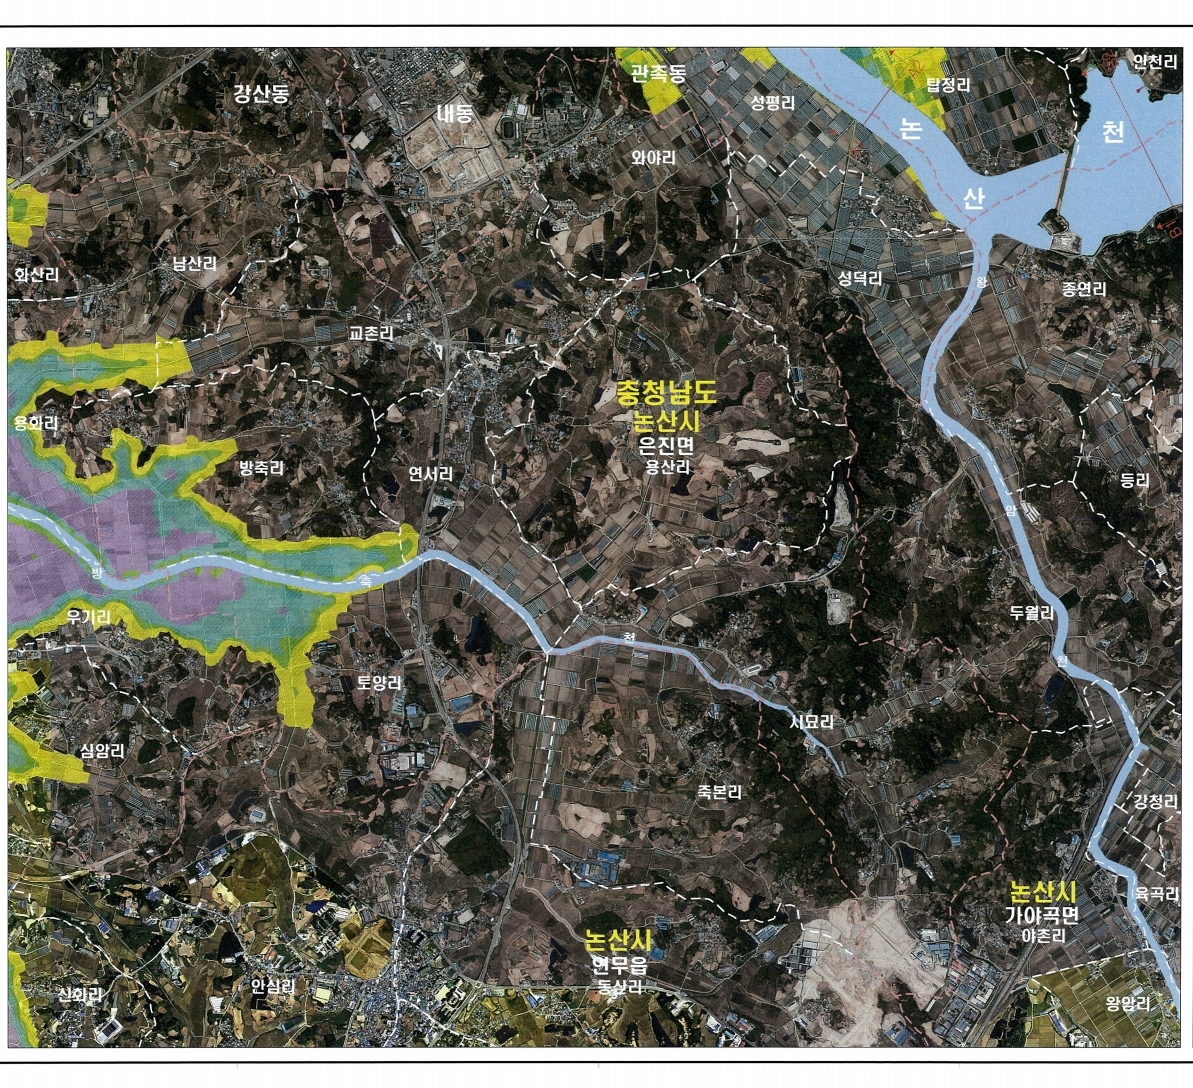 안천리
관촉동
탑정리
강산동
성평리
내동
논
천
와야리
산
남산리
화산리
성덕리
왕
종연리
교촌리
충청남도
논산시
은진면
용산리
용화리
방축리
연서리
등리
암
방
축
우기리
두월리
천
천
토양리
시묘리
심암리
죽본리
강청리
논산시
가야곡면
야촌리
육곡리
논산시
연무읍
동산리
안심리
신화리
왕암리